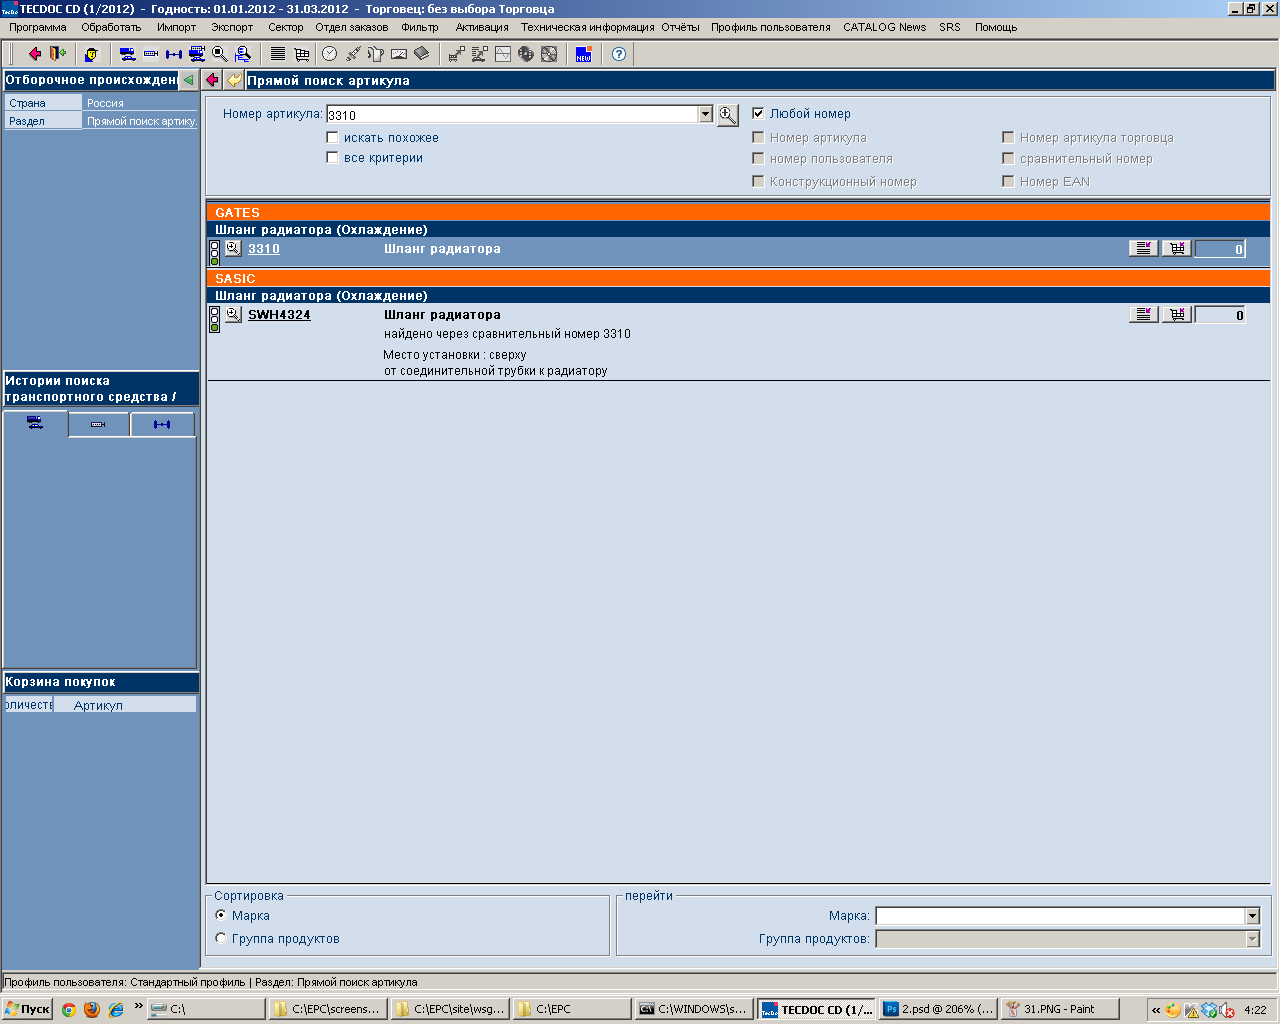 TECDOC CD (1/2012) - Годность: 01.01.2012 - 31.03.2012 - Торговец: без выбора Торговца
Программа Обработать Импорт Экспорт Сектор Отдел заказов Фильтр Активация Техническая информация Отчёты Профиль пользователя CATALOG News SRS Помощь
NEW
Отборочное происхожден
Страна Россия
Раздел Прямой поиск артику.
Прямой поиск артикула
Номер артикула: 3310
искать похожее
все критерии
Любой номер
Номер артикула Номер артикула торговца
номер пользователя сравнительный номер
Конструкционный номер Номер EAN
GATES
Шланг радиатора (Охлаждение)
3310 Шланг радиатора 0
SASIC
Шланг радиатора (Охлаждение)
SWH4324 Шланг радиатора 0
найдено через сравнительный номер 3310
Место установки : сверху
от соединительной трубки к радиатору
Истории поиска
транспортного средства /
Корзина покупок
оличеств Артикул
Сортировка
Марка
Группа продуктов
перейти
Марка:
Группа продуктов:
Профиль пользователя: Стандартный профиль | Раздел: Прямой поиск артикула
Пуск » C:\ C:\EPC\screens... C:\EPC\site\wsg... C:\EPC C:\WINDOWS\s... TECDOC CD (1/... 2.psd @ 206% (... 31.PNG - Paint « 4:22